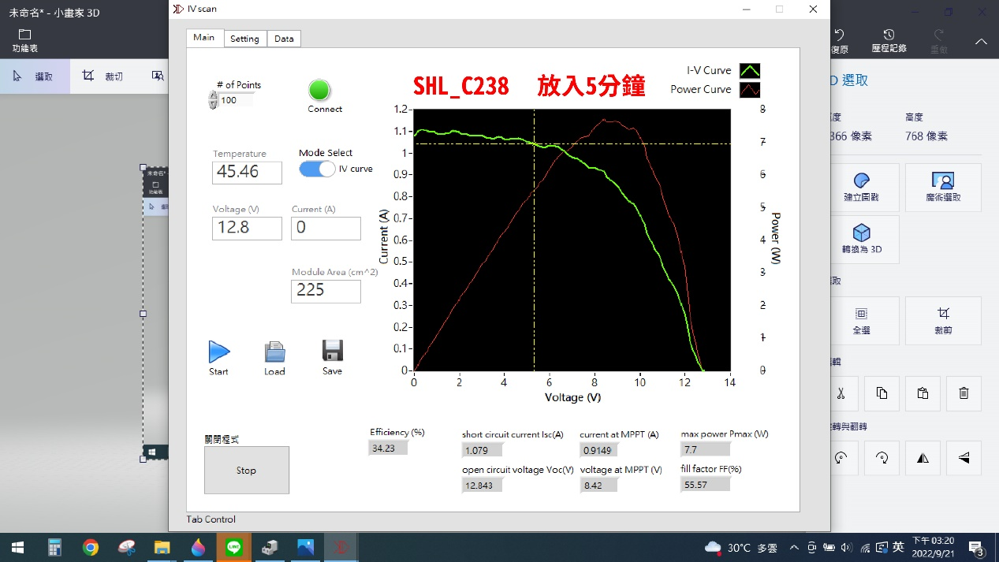 未命名* - 小畫家 3D
功能表
選取
裁切
復原
歷程記錄
重做
IV scan
Main
Setting
Data
# of Points
100
Connect
SHL_C238 放入5分鐘
I-V Curve
Power Curve
Temperature
45.46
Mode Select
IV curve
Voltage (V)
12.8
Current (A)
0
Module Area (cm^2)
225
Start
Load
Save
Current (A)
1.2
1.1
1
0.9
0.8
0.7
0.6
0.5
0.4
0.3
0.2
0.1
0
0
2
4
6
8
10
12
14
Voltage (V)
8
7
6
5
4
3
2
1
0
Power (W)
關閉程式
Stop
Efficiency (%)
34.23
short circuit current Isc(A)
1.079
current at MPPT (A)
0.9149
max power Pmax (W)
7.7
open circuit voltage Voc(V)
12.843
voltage at MPPT (V)
8.42
fill factor FF(%)
55.57
Tab Control
未命名*
功能表
D 選取
度
高度
366 像素
768 像素
建立圖戳
魔術選取
轉換為 3D
取
全選
裁剪
輯
轉與翻轉
30°C 多雲
英
下午 03:20
2022/9/21
3